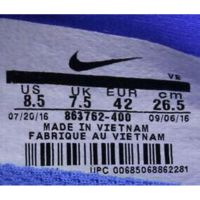 VE
US UK EUR cm
8.5 7.5 42 26.5
07/20/16 863762-400 09/06/16
MADE IN VIETNAM
FABRIQUE AU VIETNAM
UPC 00685068862281